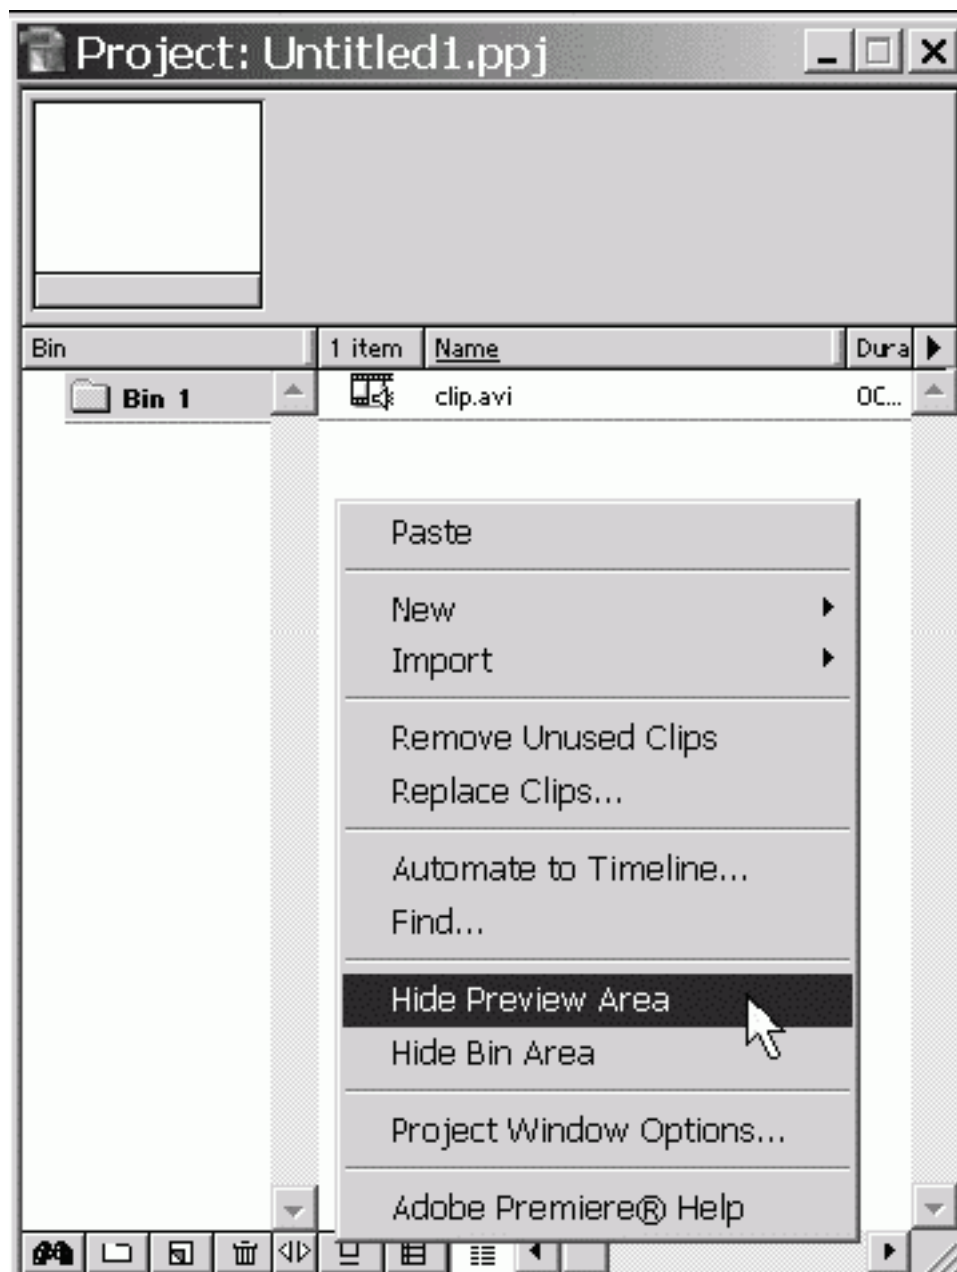 Project: Untitled1.ppj
Bin 1 item Name Dura
Bin 1 clip.avi 0C...
Paste
New
Import
Remove Unused Clips
Replace Clips...
Automate to Timeline...
Find...
Hide Preview Area
Hide Bin Area
Project Window Options...
Adobe Premiere® Help